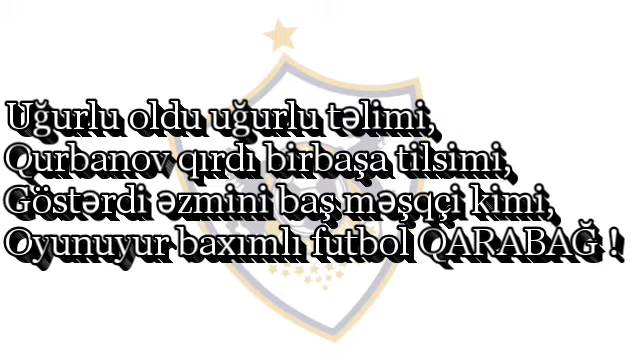 Uğurlu oldu uğurlu təlimi,
Qurbanov qırdı birbaşa tilsimi,
Göstərdi əzmini baş məşqçi kimi,
Oyunuyur baxımlı futbol QARABAĞ !